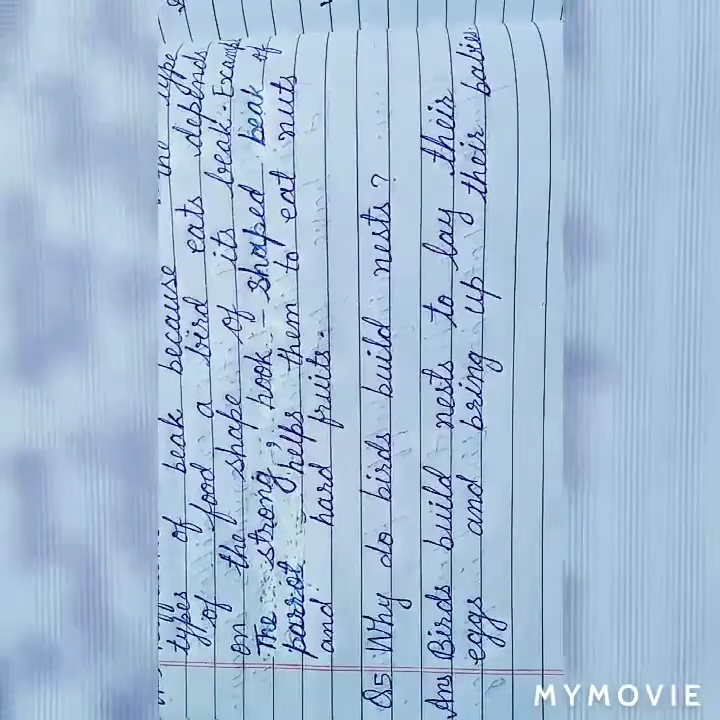 the type
types of beak because
of food a bird eats depends
on the shape of its beak. Example
The strong, hook-shaped beak of
parrot helps them to eat nuts
and hard fruits.
Q5 Why do birds build nests?
Ans Birds build nests to lay their
eggs and bring up their babies.
MYMOVIE